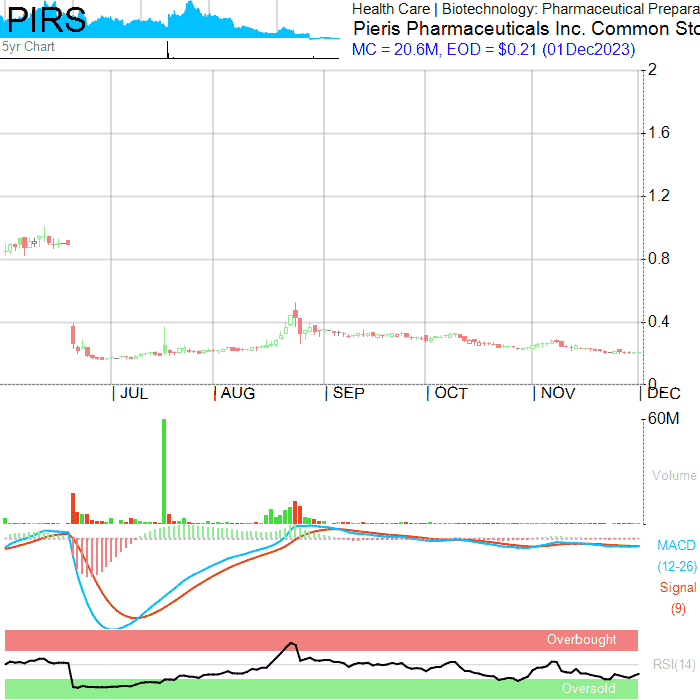 PIRS
5yr Chart
Health Care | Biotechnology: Pharmaceutical Prepara
Pieris Pharmaceuticals Inc. Common Sto
MC = 20.6M, EOD = $0.21 (01Dec2023)
2
1.6
1.2
0.8
0.4
0
JUL AUG SEP OCT NOV DEC
60M
Volume
MACD
(12-26)
Signal
(9)
Overbought
RSI(14)
Oversold